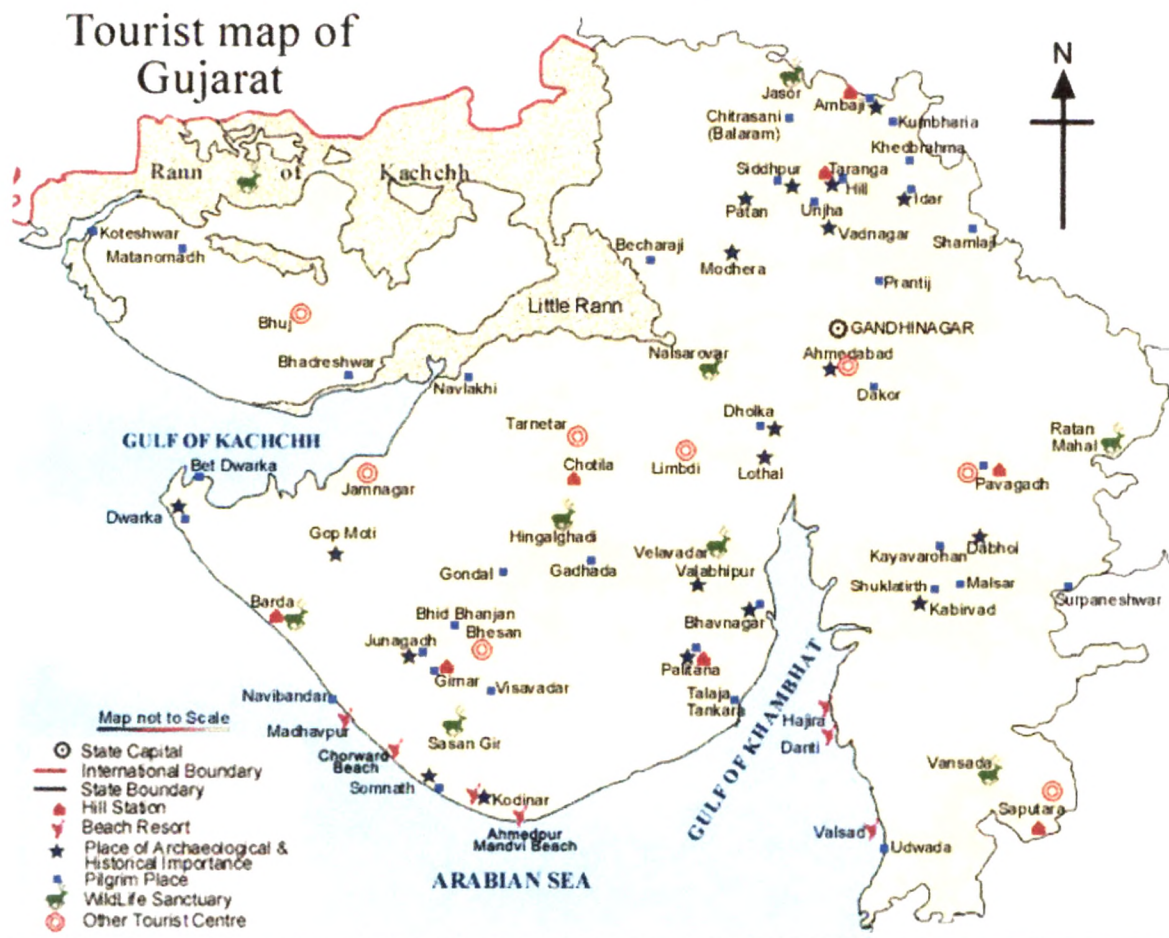 Tourist map of
Gujarat
N
Jasor
Ambaji
Chitrasani
(Balaram)
Kumbharia
Khedbrahma
Rann of Kachchh
Siddhpur
Taranga
Hill
Idar
Patan
Unjha
Koteshwar
Vadnagar
Shamlaji
Matanomadh
Becharaji
Modhera
Prantij
Little Rann
Bhuj
GANDHINAGAR
Nalsarovar
Ahmedabad
Bhadreshwar
Navlakhi
Dakor
Dholka
Tarnetar
Ratan
Mahal
GULF OF KACHCHH
Bet Dwarka
Chotila
Limbdi
Lothal
Jamnagar
Pavagadh
Dwarka
Gop Moti
Hingalghadi
Velavadar
Kayavarohan
Dabhoi
Gondal
Gadhada
Valabhipur
Shuklatirth
Malsar
Surpaneshwar
Barda
Bhid Bhanjan
Bhavnagar
Kabirvad
Junagadh
Bhesan
Girnar
Palitana
Visavadar
Navibandar
Talaja
Tankara
GULF OF KHAMBHAT
Hajira
Madhavpur
Danti
Sasan Gir
Chorward
Beach
Vansada
Somnath
Kodinar
Saputara
Ahmedpur
Mandvi Beach
Valsad
Udwada
ARABIAN SEA
Map not to Scale
State Capital
International Boundary
State Boundary
Hill Station
Beach Resort
Place of Archaeological &
Historical Importance
Pilgrim Place
WildLife Sanctuary
Other Tourist Centre